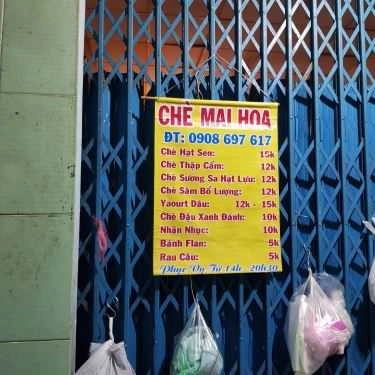 CHÈ MAI HOA
ĐT: 0908 697 617
Chè Hạt Sen: 15k
Chè Thập Cẩm: 12k
Chè Sương Sa Hạt Lựu: 12k
Chè Sâm Bổ Lượng: 12k
Yaourt Dâu: 12k - 15k
Chè Đậu Xanh Đánh: 10k
Nhãn Nhục: 10k
Bánh Flan: 5k
Rau Câu: 5k
Phục Vụ Từ 14h - 20h30